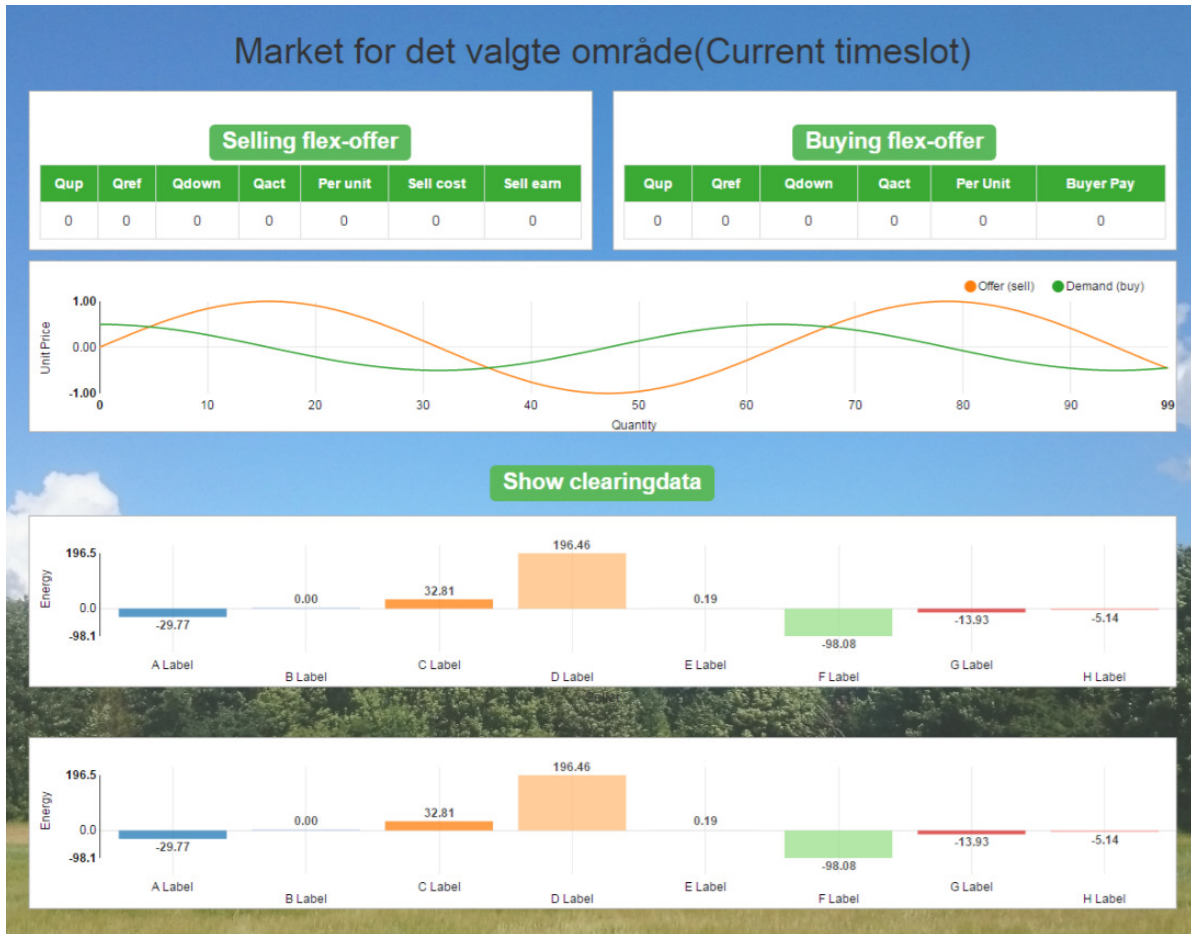 Market for det valgte område(Current timeslot)
Selling flex-offer
Qup Qref Qdown Qact Per unit Sell cost Sell earn
0 0 0 0 0 0 0
Buying flex-offer
Qup Qref Qdown Qact Per Unit Buyer Pay
0 0 0 0 0 0
Offer (sell) Demand (buy)
Unit Price
1.00
0.00
-1.00
0 10 20 30 40 50 60 70 80 90 99
Quantity
Show clearingdata
Energy
196.5
0.0
-98.1
-29.77 0.00 32.81 196.46 0.19 -98.08 -13.93 -5.14
A Label B Label C Label D Label E Label F Label G Label H Label
Energy
196.5
0.0
-98.1
-29.77 0.00 32.81 196.46 0.19 -98.08 -13.93 -5.14
A Label B Label C Label D Label E Label F Label G Label H Label